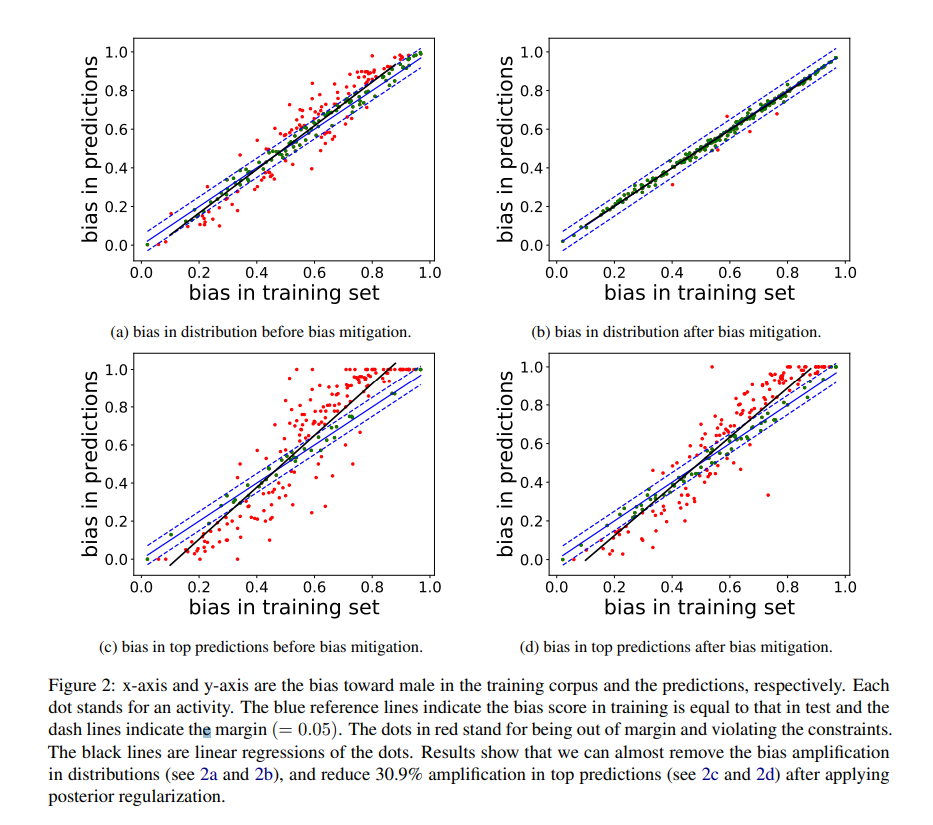 1.0
0.8
0.6
0.4
0.2
0.0
bias in predictions
0.0 0.2 0.4 0.6 0.8 1.0
bias in training set
(a) bias in distribution before bias mitigation.
1.0
0.8
0.6
0.4
0.2
0.0
bias in predictions
0.0 0.2 0.4 0.6 0.8 1.0
bias in training set
(b) bias in distribution after bias mitigation.
1.0
0.8
0.6
0.4
0.2
0.0
bias in predictions
0.0 0.2 0.4 0.6 0.8 1.0
bias in training set
(c) bias in top predictions before bias mitigation.
1.0
0.8
0.6
0.4
0.2
0.0
bias in predictions
0.0 0.2 0.4 0.6 0.8 1.0
bias in training set
(d) bias in top predictions after bias mitigation.
Figure 2: x-axis and y-axis are the bias toward male in the training corpus and the predictions, respectively. Each
dot stands for an activity. The blue reference lines indicate the bias score in training is equal to that in test and the
dash lines indicate the margin (= 0.05). The dots in red stand for being out of margin and violating the constraints.
The black lines are linear regressions of the dots. Results show that we can almost remove the bias amplification
in distributions (see 2a and 2b), and reduce 30.9% amplification in top predictions (see 2c and 2d) after applying
posterior regularization.